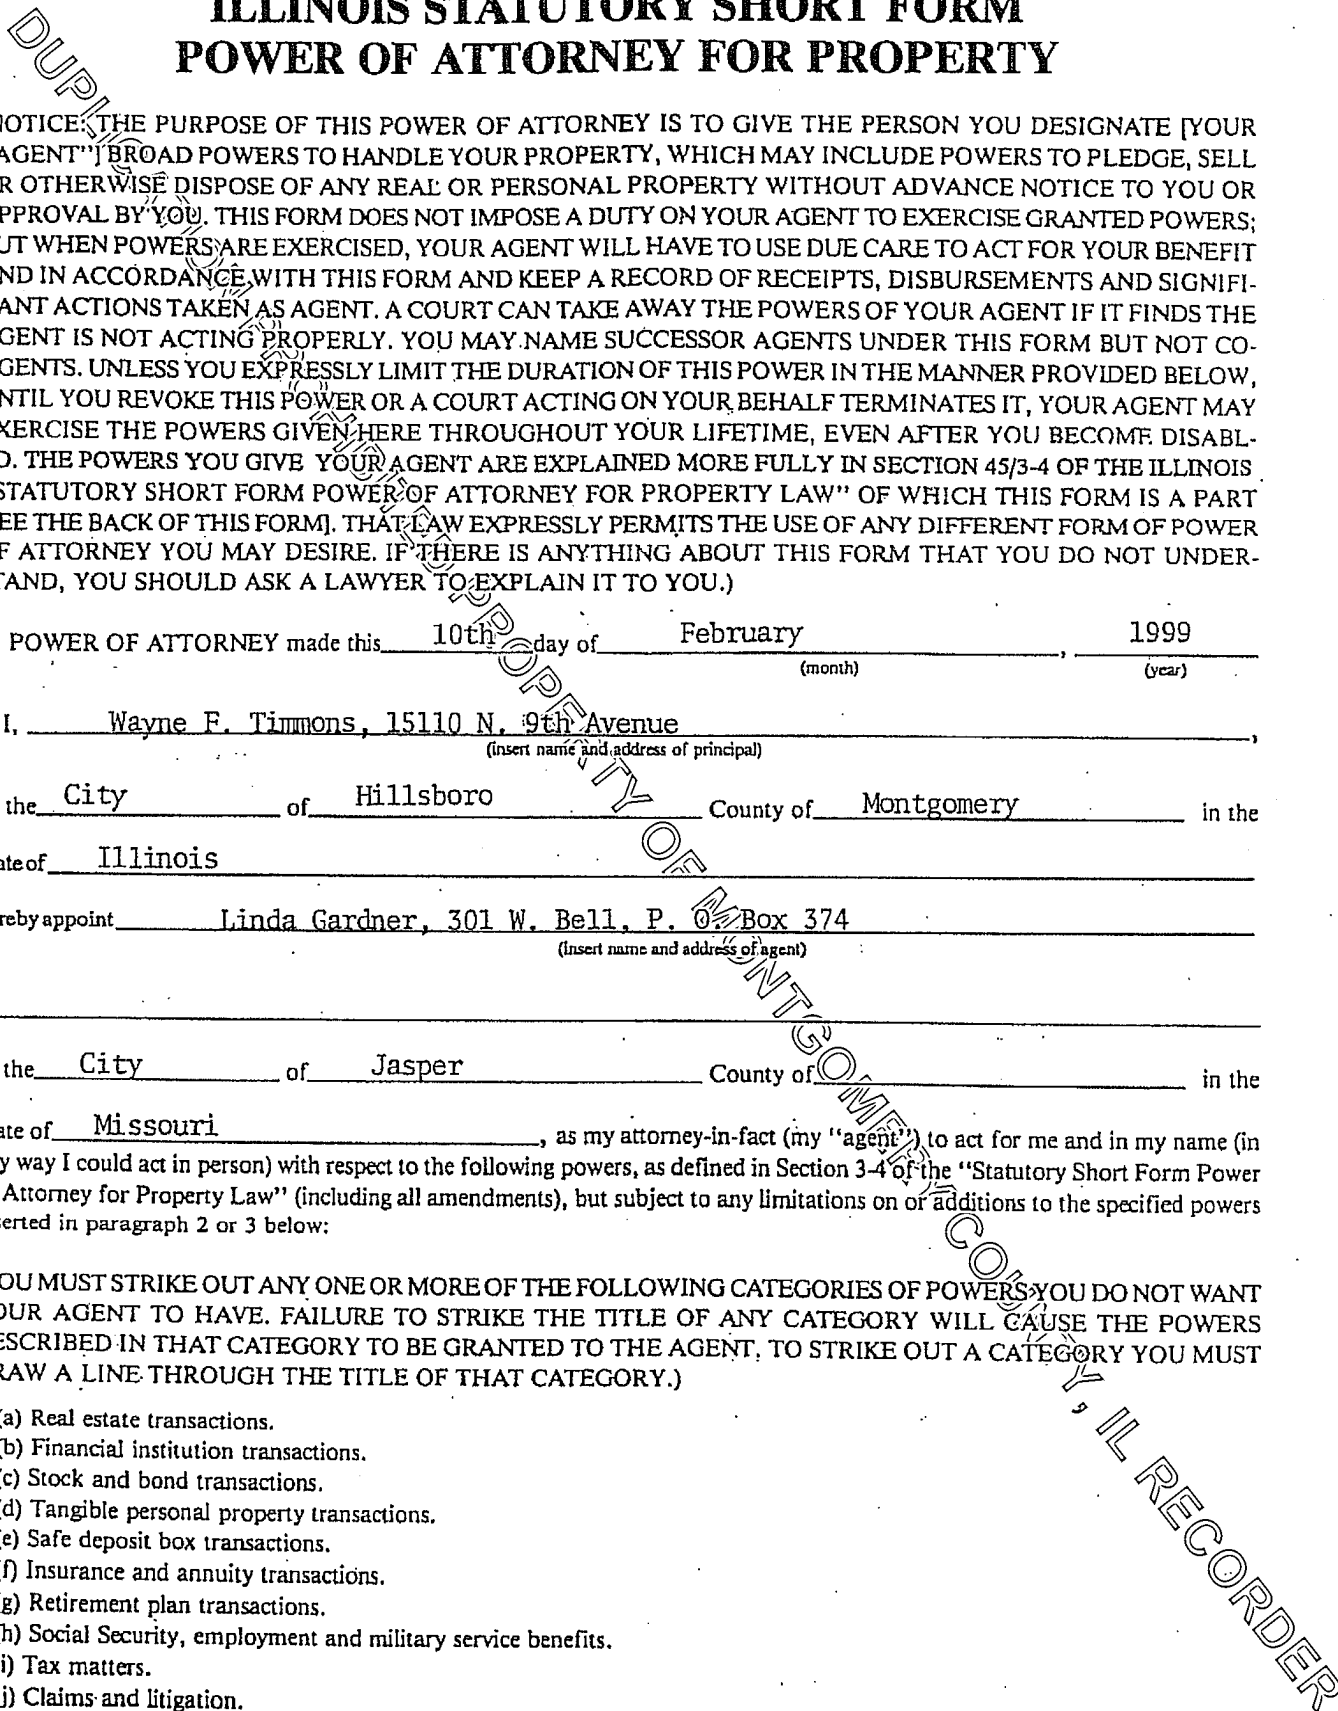 ILLINOIS STATUTORY SHORT FORM
POWER OF ATTORNEY FOR PROPERTY
OTICE: THE PURPOSE OF THIS POWER OF ATTORNEY IS TO GIVE THE PERSON YOU DESIGNATE [YOUR
AGENT"] BROAD POWERS TO HANDLE YOUR PROPERTY, WHICH MAY INCLUDE POWERS TO PLEDGE, SELL
R OTHERWISE DISPOSE OF ANY REAL OR PERSONAL PROPERTY WITHOUT ADVANCE NOTICE TO YOU OR
PPROVAL BY YOU. THIS FORM DOES NOT IMPOSE A DUTY ON YOUR AGENT TO EXERCISE GRANTED POWERS;
UT WHEN POWERS ARE EXERCISED, YOUR AGENT WILL HAVE TO USE DUE CARE TO ACT FOR YOUR BENEFIT
ND IN ACCORDANCE WITH THIS FORM AND KEEP A RECORD OF RECEIPTS, DISBURSEMENTS AND SIGNIFI-
ANT ACTIONS TAKEN AS AGENT. A COURT CAN TAKE AWAY THE POWERS OF YOUR AGENT IF IT FINDS THE
GENT IS NOT ACTING PROPERLY. YOU MAY NAME SUCCESSOR AGENTS UNDER THIS FORM BUT NOT CO-
GENTS. UNLESS YOU EXPRESSLY LIMIT THE DURATION OF THIS POWER IN THE MANNER PROVIDED BELOW,
NTIL YOU REVOKE THIS POWER OR A COURT ACTING ON YOUR BEHALF TERMINATES IT, YOUR AGENT MAY
XERCISE THE POWERS GIVEN HERE THROUGHOUT YOUR LIFETIME, EVEN AFTER YOU BECOME DISABL-
D. THE POWERS YOU GIVE YOUR AGENT ARE EXPLAINED MORE FULLY IN SECTION 45/3-4 OF THE ILLINOIS
STATUTORY SHORT FORM POWER OF ATTORNEY FOR PROPERTY LAW" OF WHICH THIS FORM IS A PART
EE THE BACK OF THIS FORM]. THAT LAW EXPRESSLY PERMITS THE USE OF ANY DIFFERENT FORM OF POWER
F ATTORNEY YOU MAY DESIRE. IF THERE IS ANYTHING ABOUT THIS FORM THAT YOU DO NOT UNDER-
TAND, YOU SHOULD ASK A LAWYER TO EXPLAIN IT TO YOU.)
POWER OF ATTORNEY made this 10th day of February, 1999
(month) (year)
I, Wayne F. Timmons, 15110 N. 9th Avenue,
(insert name and address of principal)
the City of Hillsboro County of Montgomery in the
ate of Illinois
reby appoint Linda Gardner, 301 W. Bell, P. O. Box 374
(insert name and address of agent)
the City of Jasper County of in the
ate of Missouri, as my attorney-in-fact (my "agent") to act for me and in my name (in
y way I could act in person) with respect to the following powers, as defined in Section 3-4 of the "Statutory Short Form Power
Attorney for Property Law" (including all amendments), but subject to any limitations on or additions to the specified powers
erted in paragraph 2 or 3 below:
OU MUST STRIKE OUT ANY ONE OR MORE OF THE FOLLOWING CATEGORIES OF POWERS YOU DO NOT WANT
OUR AGENT TO HAVE. FAILURE TO STRIKE THE TITLE OF ANY CATEGORY WILL CAUSE THE POWERS
ESCRIBED IN THAT CATEGORY TO BE GRANTED TO THE AGENT. TO STRIKE OUT A CATEGORY YOU MUST
RAW A LINE THROUGH THE TITLE OF THAT CATEGORY.)
(a) Real estate transactions.
(b) Financial institution transactions.
(c) Stock and bond transactions.
(d) Tangible personal property transactions.
(e) Safe deposit box transactions.
(f) Insurance and annuity transactions.
g) Retirement plan transactions.
h) Social Security, employment and military service benefits.
i) Tax matters.
j) Claims and litigation.
PROPERTY OF MONTGOMERY COUNTY, IL RECORDER